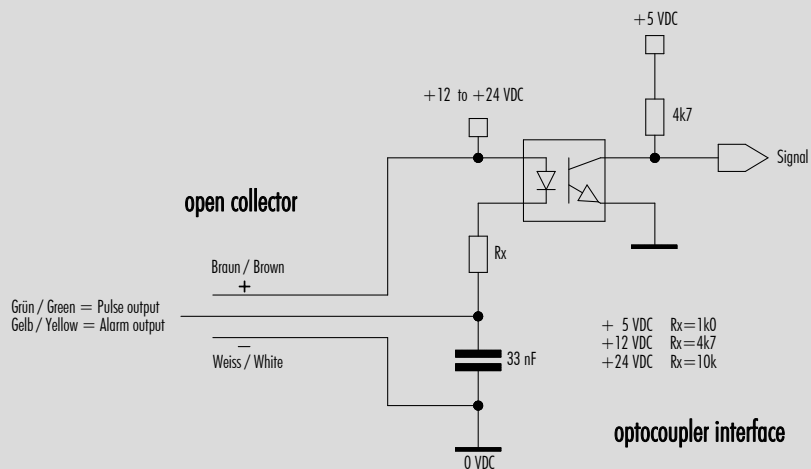 +5 VDC
+12 to +24 VDC
4k7
Signal
open collector
Rx
Braun / Brown
+
Grün / Green = Pulse output
Gelb / Yellow = Alarm output
–
Weiss / White
33 nF
+ 5 VDC Rx=1k0
+12 VDC Rx=4k7
+24 VDC Rx=10k
optocoupler interface
0 VDC